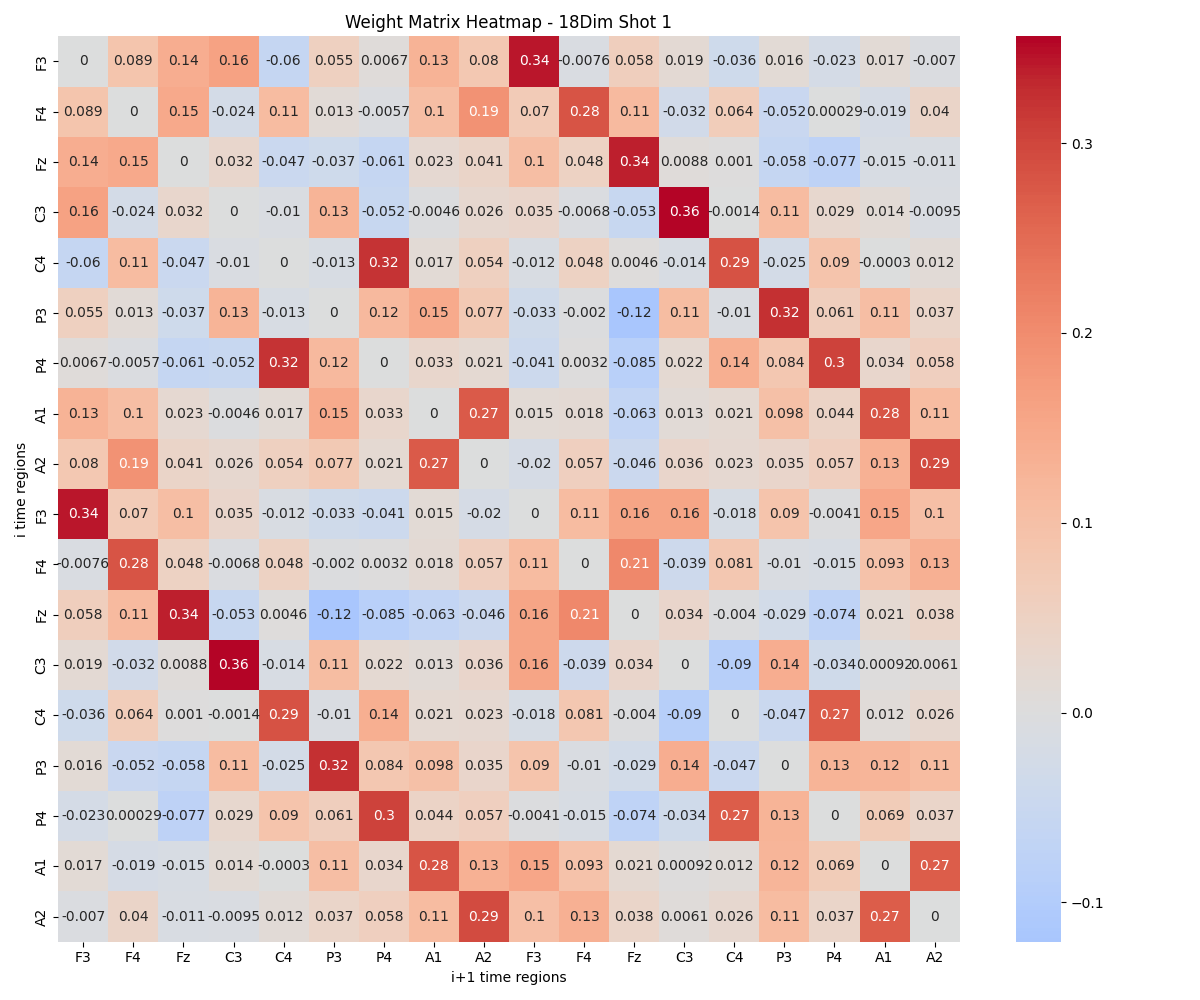 Weight Matrix Heatmap - 18Dim Shot 1
F3 0 0.089 0.14 0.16 -0.06 0.055 0.0067 0.13 0.08 0.34 -0.0076 0.058 0.019 -0.036 0.016 -0.023 0.017 -0.007
F4 0.089 0 0.15 -0.024 0.11 0.013 -0.0057 0.1 0.19 0.07 0.28 0.11 -0.032 0.064 -0.052 0.00029 -0.019 0.04
Fz 0.14 0.15 0 0.032 -0.047 -0.037 -0.061 0.023 0.041 0.1 0.048 0.34 0.0088 0.001 -0.058 -0.077 -0.015 -0.011
C3 0.16 -0.024 0.032 0 -0.01 0.13 -0.052 -0.0046 0.026 0.035 -0.0068 -0.053 0.36 -0.0014 0.11 0.029 0.014 -0.0095
C4 -0.06 0.11 -0.047 -0.01 0 -0.013 0.32 0.017 0.054 -0.012 0.048 0.0046 -0.014 0.29 -0.025 0.09 -0.0003 0.012
P3 0.055 0.013 -0.037 0.13 -0.013 0 0.12 0.15 0.077 -0.033 -0.002 -0.12 0.11 -0.01 0.32 0.061 0.11 0.037
P4 0.0067 -0.0057 -0.061 -0.052 0.32 0.12 0 0.033 0.021 -0.041 0.0032 -0.085 0.022 0.14 0.084 0.3 0.034 0.058
A1 0.13 0.1 0.023 -0.0046 0.017 0.15 0.033 0 0.27 0.015 0.018 -0.063 0.013 0.021 0.098 0.044 0.28 0.11
A2 0.08 0.19 0.041 0.026 0.054 0.077 0.021 0.27 0 -0.02 0.057 -0.046 0.036 0.023 0.035 0.057 0.13 0.29
F3 0.34 0.07 0.1 0.035 -0.012 -0.033 -0.041 0.015 -0.02 0 0.11 0.16 0.16 -0.018 0.09 -0.0041 0.15 0.1
F4 -0.0076 0.28 0.048 -0.0068 0.048 -0.002 0.0032 0.018 0.057 0.11 0 0.21 -0.039 0.081 -0.01 -0.015 0.093 0.13
Fz 0.058 0.11 0.34 -0.053 0.0046 -0.12 -0.085 -0.063 -0.046 0.16 0.21 0 0.034 -0.004 -0.029 -0.074 0.021 0.038
C3 0.019 -0.032 0.0088 0.36 -0.014 0.11 0.022 0.013 0.036 0.16 -0.039 0.034 0 -0.09 0.14 -0.034 0.00092 0.0061
C4 -0.036 0.064 0.001 -0.0014 0.29 -0.01 0.14 0.021 0.023 -0.018 0.081 -0.004 -0.09 0 -0.047 0.27 0.012 0.026
P3 0.016 -0.052 -0.058 0.11 -0.025 0.32 0.084 0.098 0.035 0.09 -0.01 -0.029 0.14 -0.047 0 0.13 0.12 0.11
P4 -0.023 0.00029 -0.077 0.029 0.09 0.061 0.3 0.044 0.057 -0.0041 -0.015 -0.074 -0.034 0.27 0.13 0 0.069 0.037
A1 0.017 -0.019 -0.015 0.014 -0.0003 0.11 0.034 0.28 0.13 0.15 0.093 0.021 0.00092 0.012 0.12 0.069 0 0.27
A2 -0.007 0.04 -0.011 -0.0095 0.012 0.037 0.058 0.11 0.29 0.1 0.13 0.038 0.0061 0.026 0.11 0.037 0.27 0
F3 F4 Fz C3 C4 P3 P4 A1 A2 F3 F4 Fz C3 C4 P3 P4 A1 A2
i+1 time regions
i time regions
0.3
0.2
0.1
0.0
−0.1